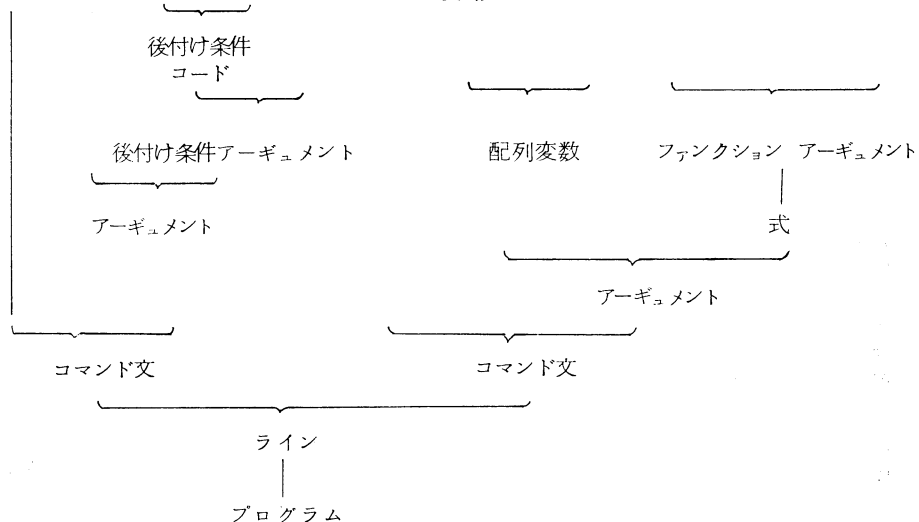 後付け条件
コード
後付け条件アーギュメント 配列変数 ファンクション アーギュメント
アーギュメント 式
アーギュメント
コマンド文 コマンド文
ライン
プログラム